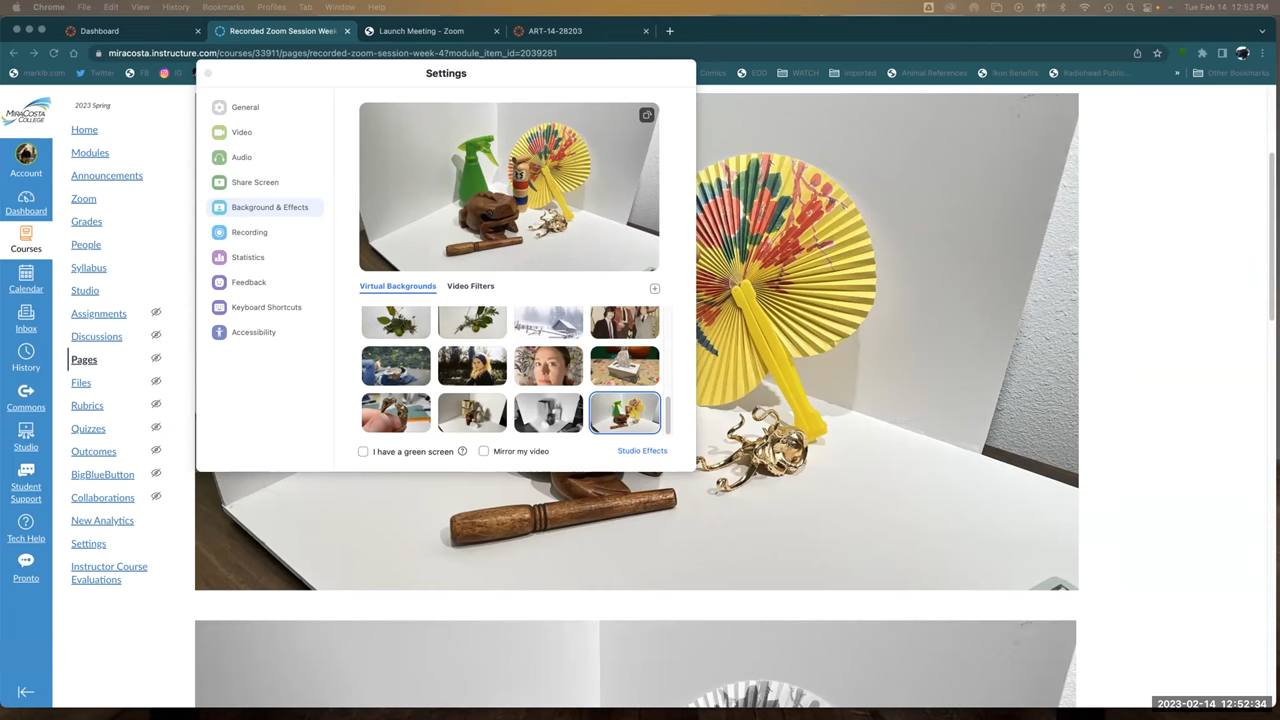 Chrome File Edit View History Bookmarks Profiles Tab Window Help
Tue Feb 14 12:52 PM
Dashboard
Recorded Zoom Session Week
Launch Meeting - Zoom
ART-14-28203
miracosta.instructure.com/courses/33911/pages/recorded-zoom-session-week-4?module_item_id=2039281
markib.com
Twitter
FB
IG
Comics
EDD
WATCH
imported
Animal References
Ikon Benefits
Radiohead Public...
»
Other Bookmarks
MIRACOSTA
COLLEGE
Account
Dashboard
Courses
Calendar
Inbox
History
Commons
Studio
Student
Support
Tech Help
Pronto
2023 Spring
Home
Modules
Announcements
Zoom
Grades
People
Syllabus
Studio
Assignments
Discussions
Pages
Files
Rubrics
Quizzes
Outcomes
BigBlueButton
Collaborations
New Analytics
Settings
Instructor Course
Evaluations
Settings
General
Video
Audio
Share Screen
Background & Effects
Recording
Statistics
Feedback
Keyboard Shortcuts
Accessibility
Virtual Backgrounds
Video Filters
I have a green screen
Mirror my video
Studio Effects
2023-02-14 12:52:34